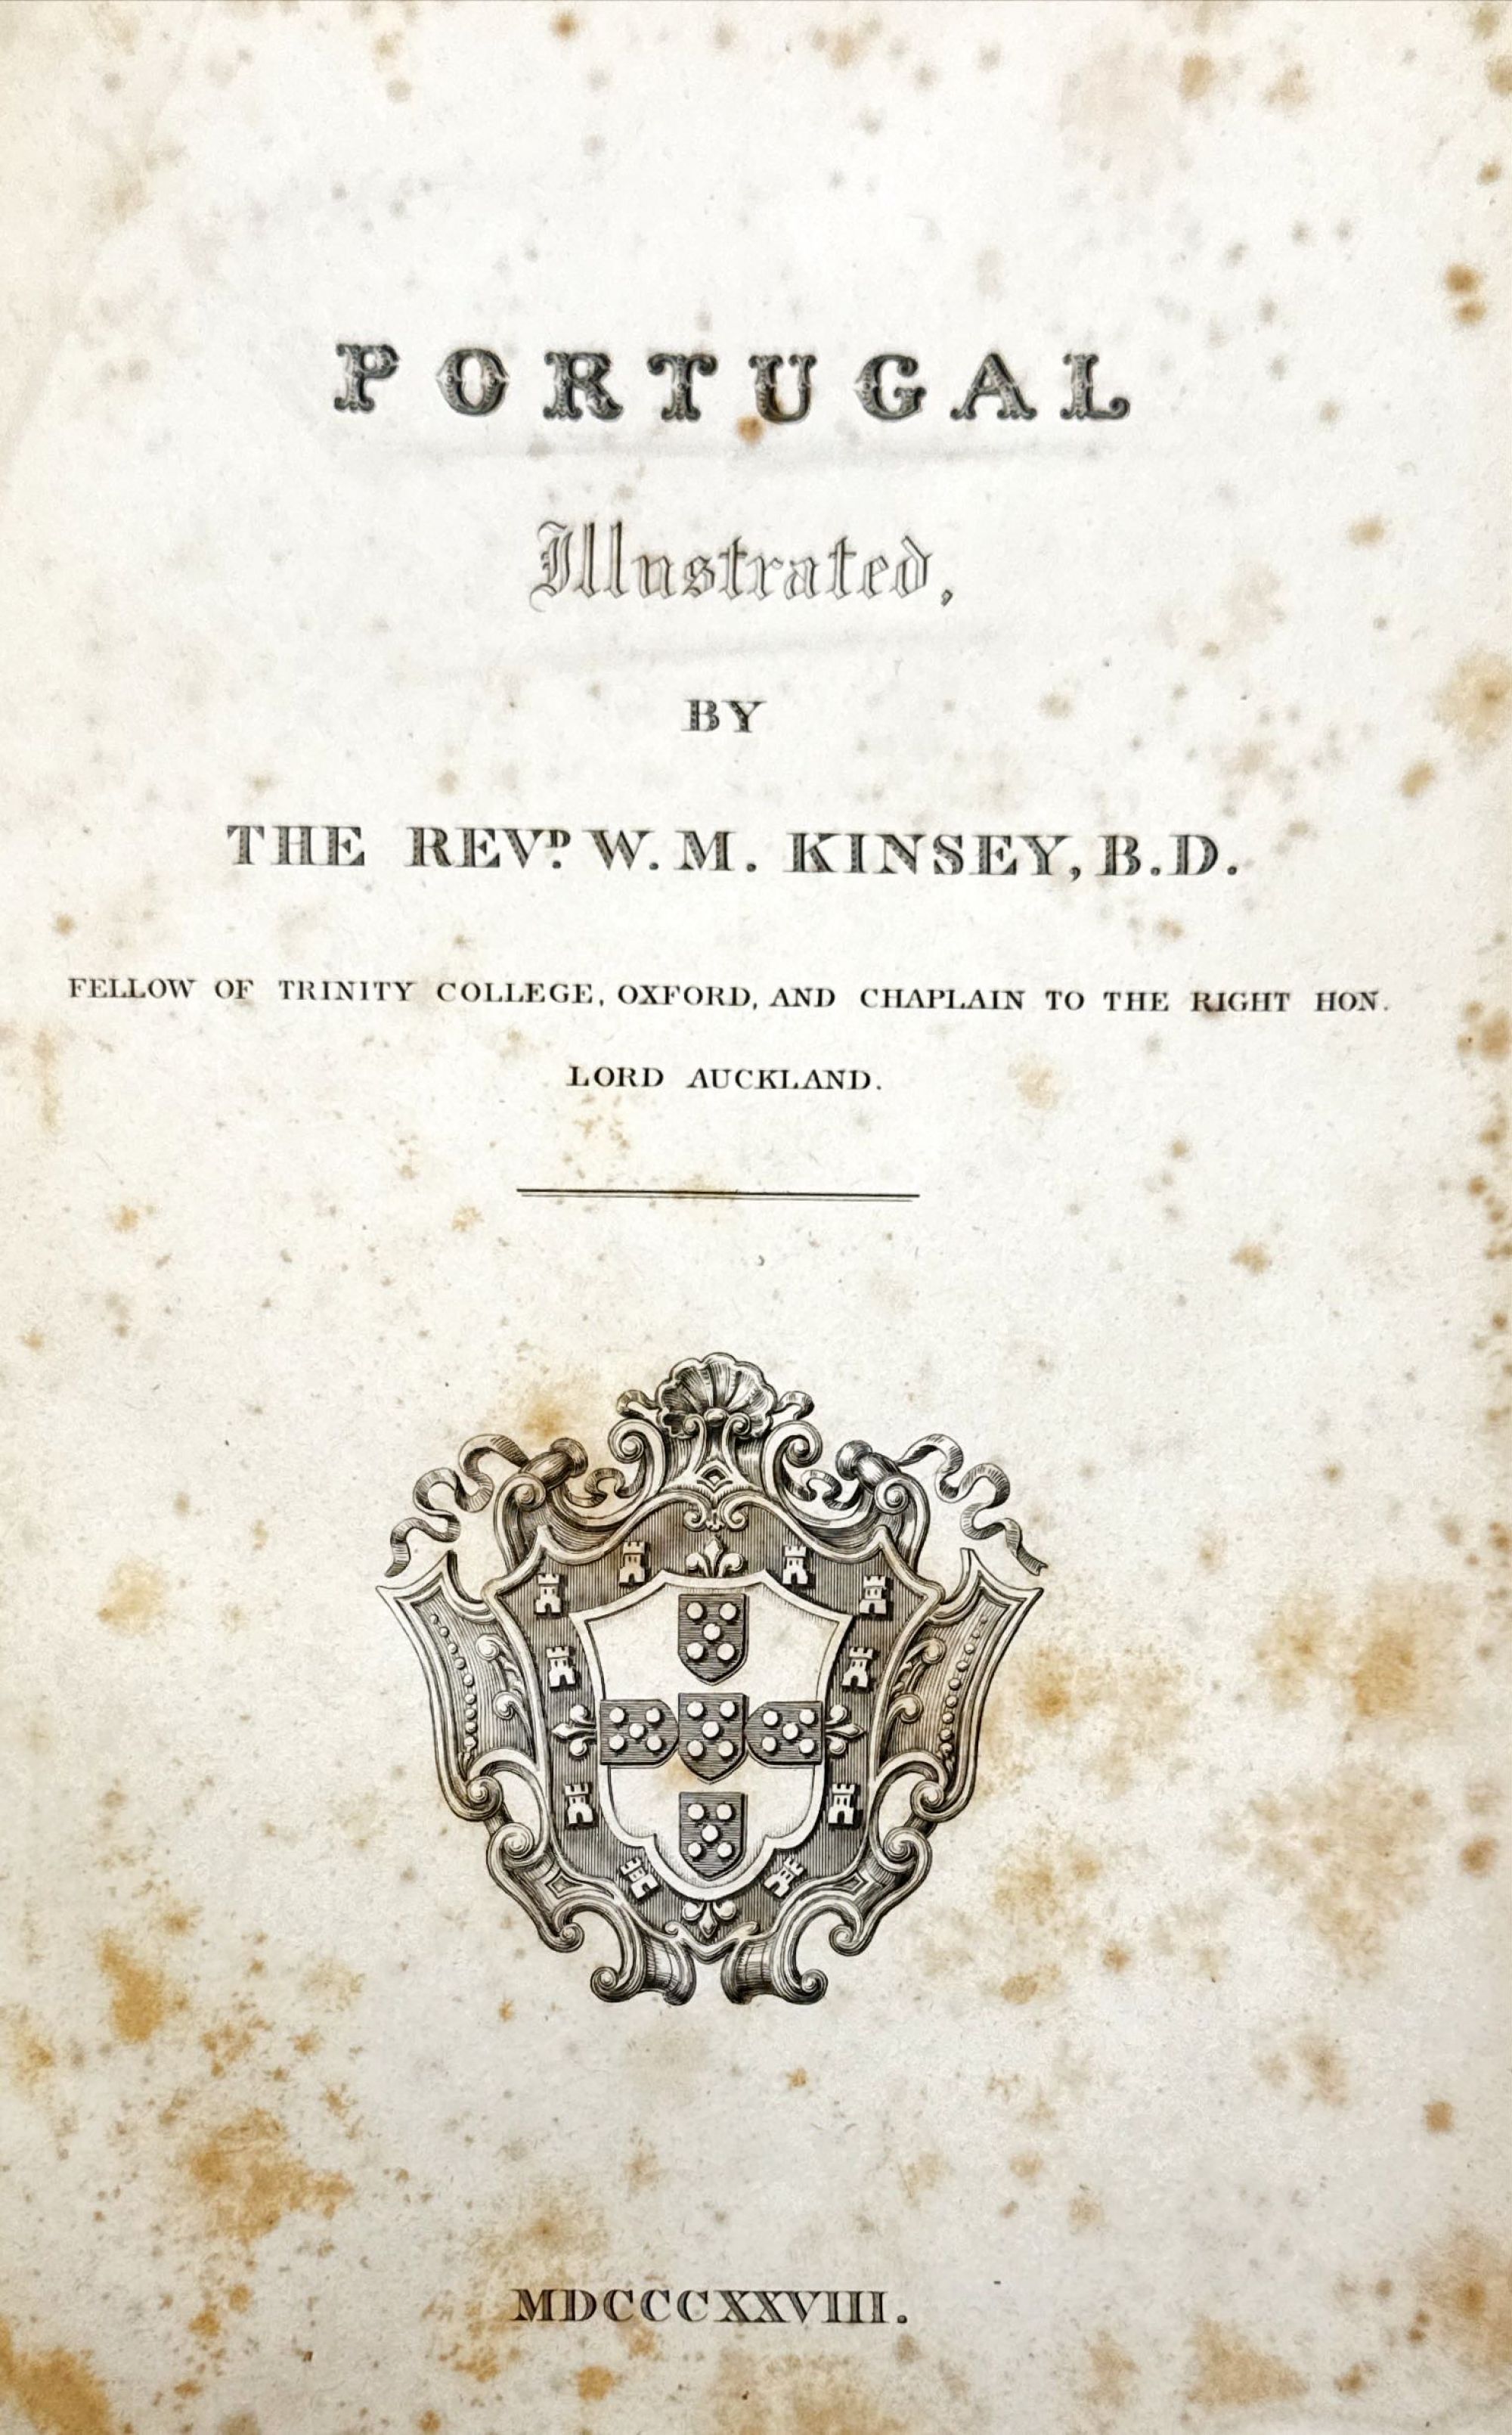 PORTUGAL
Illustrated,
BY
THE REVᴰ. W. M. KINSEY, B.D.
FELLOW OF TRINITY COLLEGE, OXFORD, AND CHAPLAIN TO THE RIGHT HON.
LORD AUCKLAND.
MDCCCXXVIII.